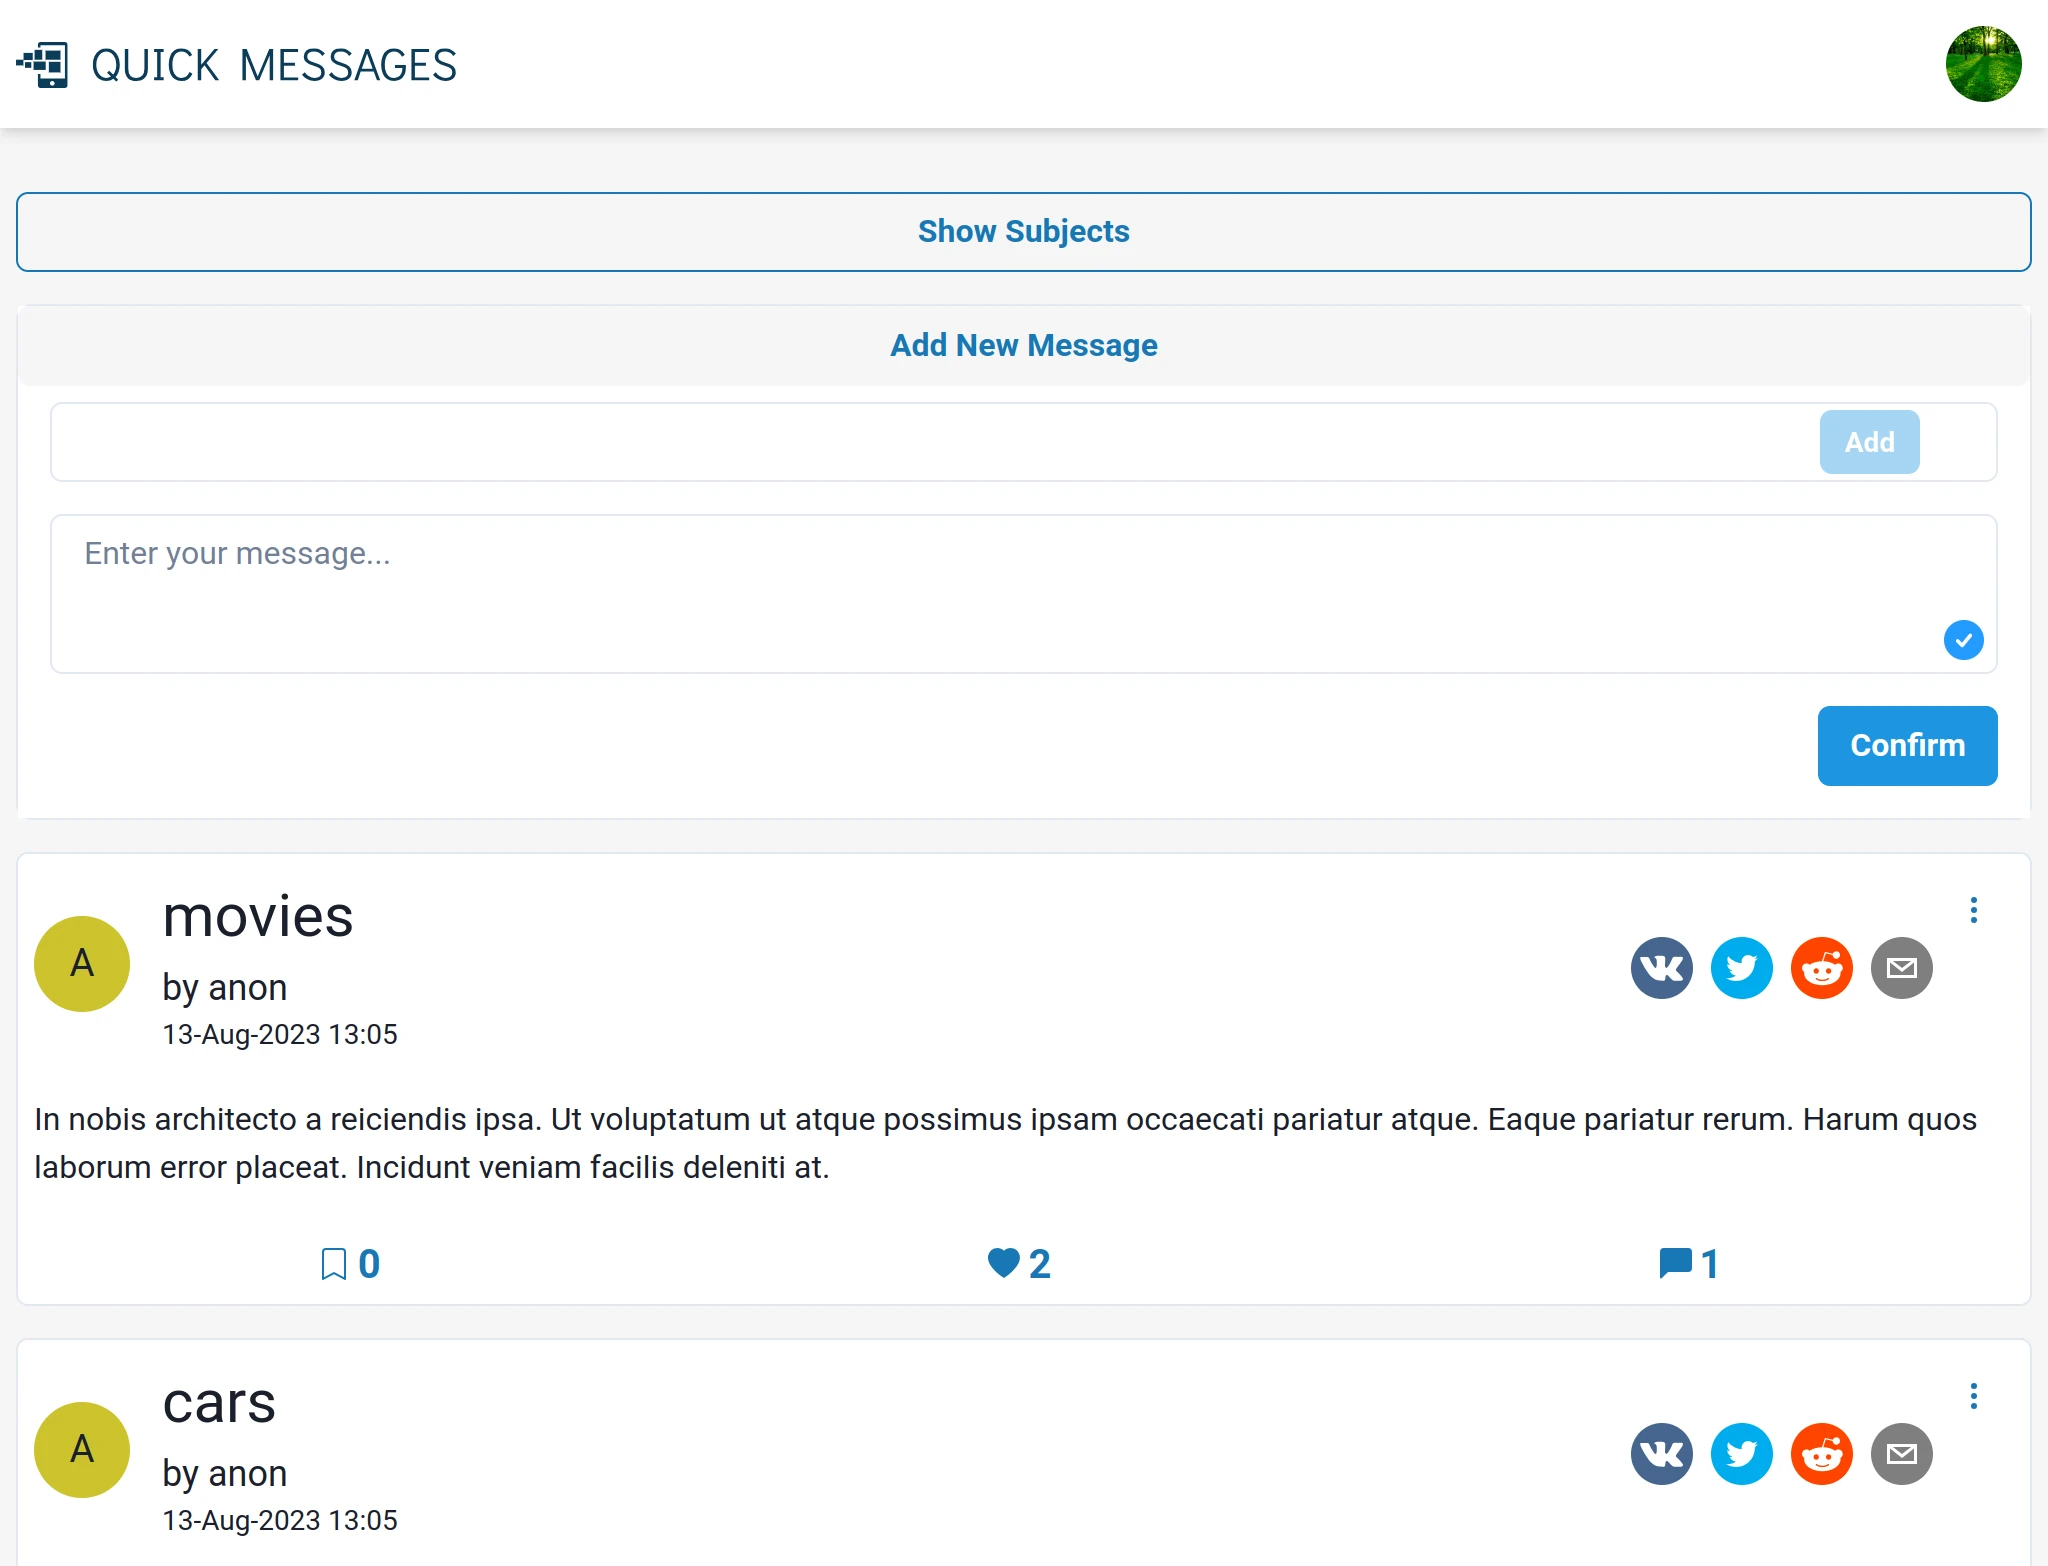 QUICK MESSAGES
Show Subjects
Add New Message
Add
Enter your message...
Confirm
A
movies
by anon
13-Aug-2023 13:05
In nobis architecto a reiciendis ipsa. Ut voluptatum ut atque possimus ipsam occaecati pariatur atque. Eaque pariatur rerum. Harum quos
laborum error placeat. Incidunt veniam facilis deleniti at.
0 2 1
A
cars
by anon
13-Aug-2023 13:05